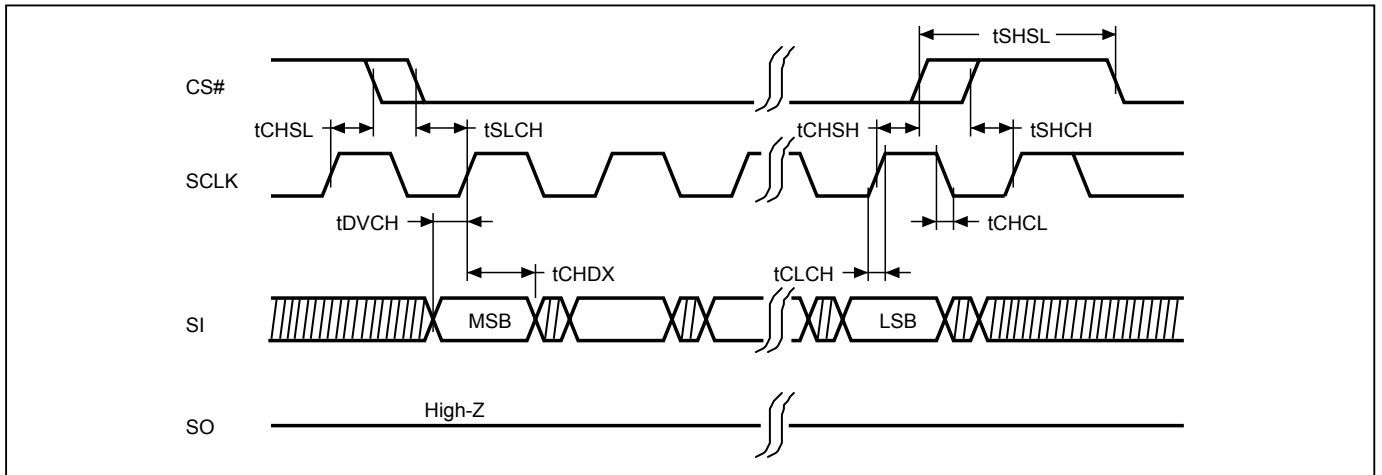 tSHSL
CS#
tCHSL
tSLCH
tCHSH
tSHCH
SCLK
tDVCH
tCHCL
tCHDX
tCLCH
SI
MSB
LSB
High-Z
SO